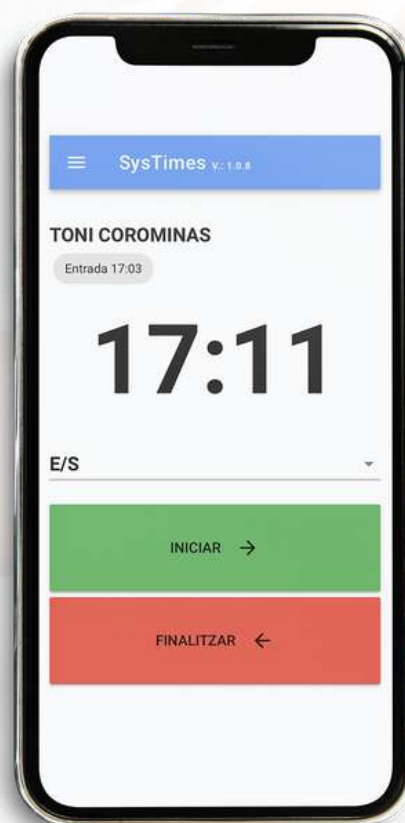 SysTimes V.: 1.0.8
TONI COROMINAS
Entrada 17:03
17:11
E/S
INICIAR
FINALITZAR